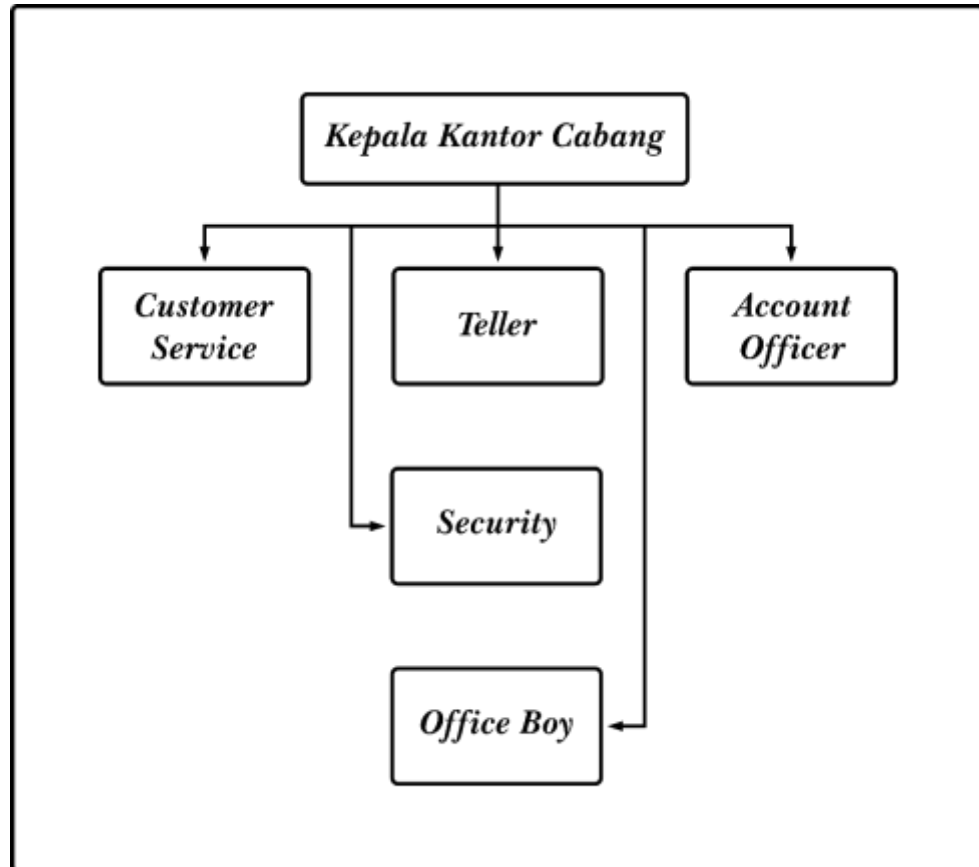 Kepala Kantor Cabang
Customer
Service
Teller
Account
Officer
Security
Office Boy